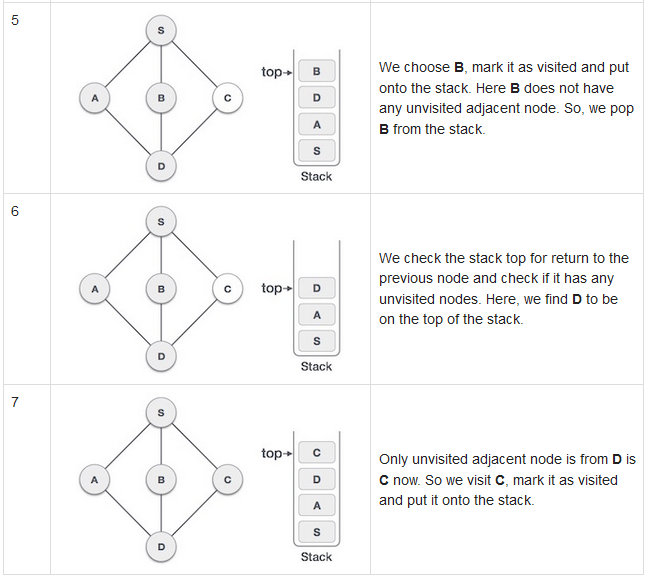 5
S
A
B
C
D
top
B
D
A
S
Stack
We choose B, mark it as visited and put
onto the stack. Here B does not have
any unvisited adjacent node. So, we pop
B from the stack.
6
S
A
B
C
D
top
D
A
S
Stack
We check the stack top for return to the
previous node and check if it has any
unvisited nodes. Here, we find D to be
on the top of the stack.
7
S
A
B
C
D
top
C
D
A
S
Stack
Only unvisited adjacent node is from D is
C now. So we visit C, mark it as visited
and put it onto the stack.